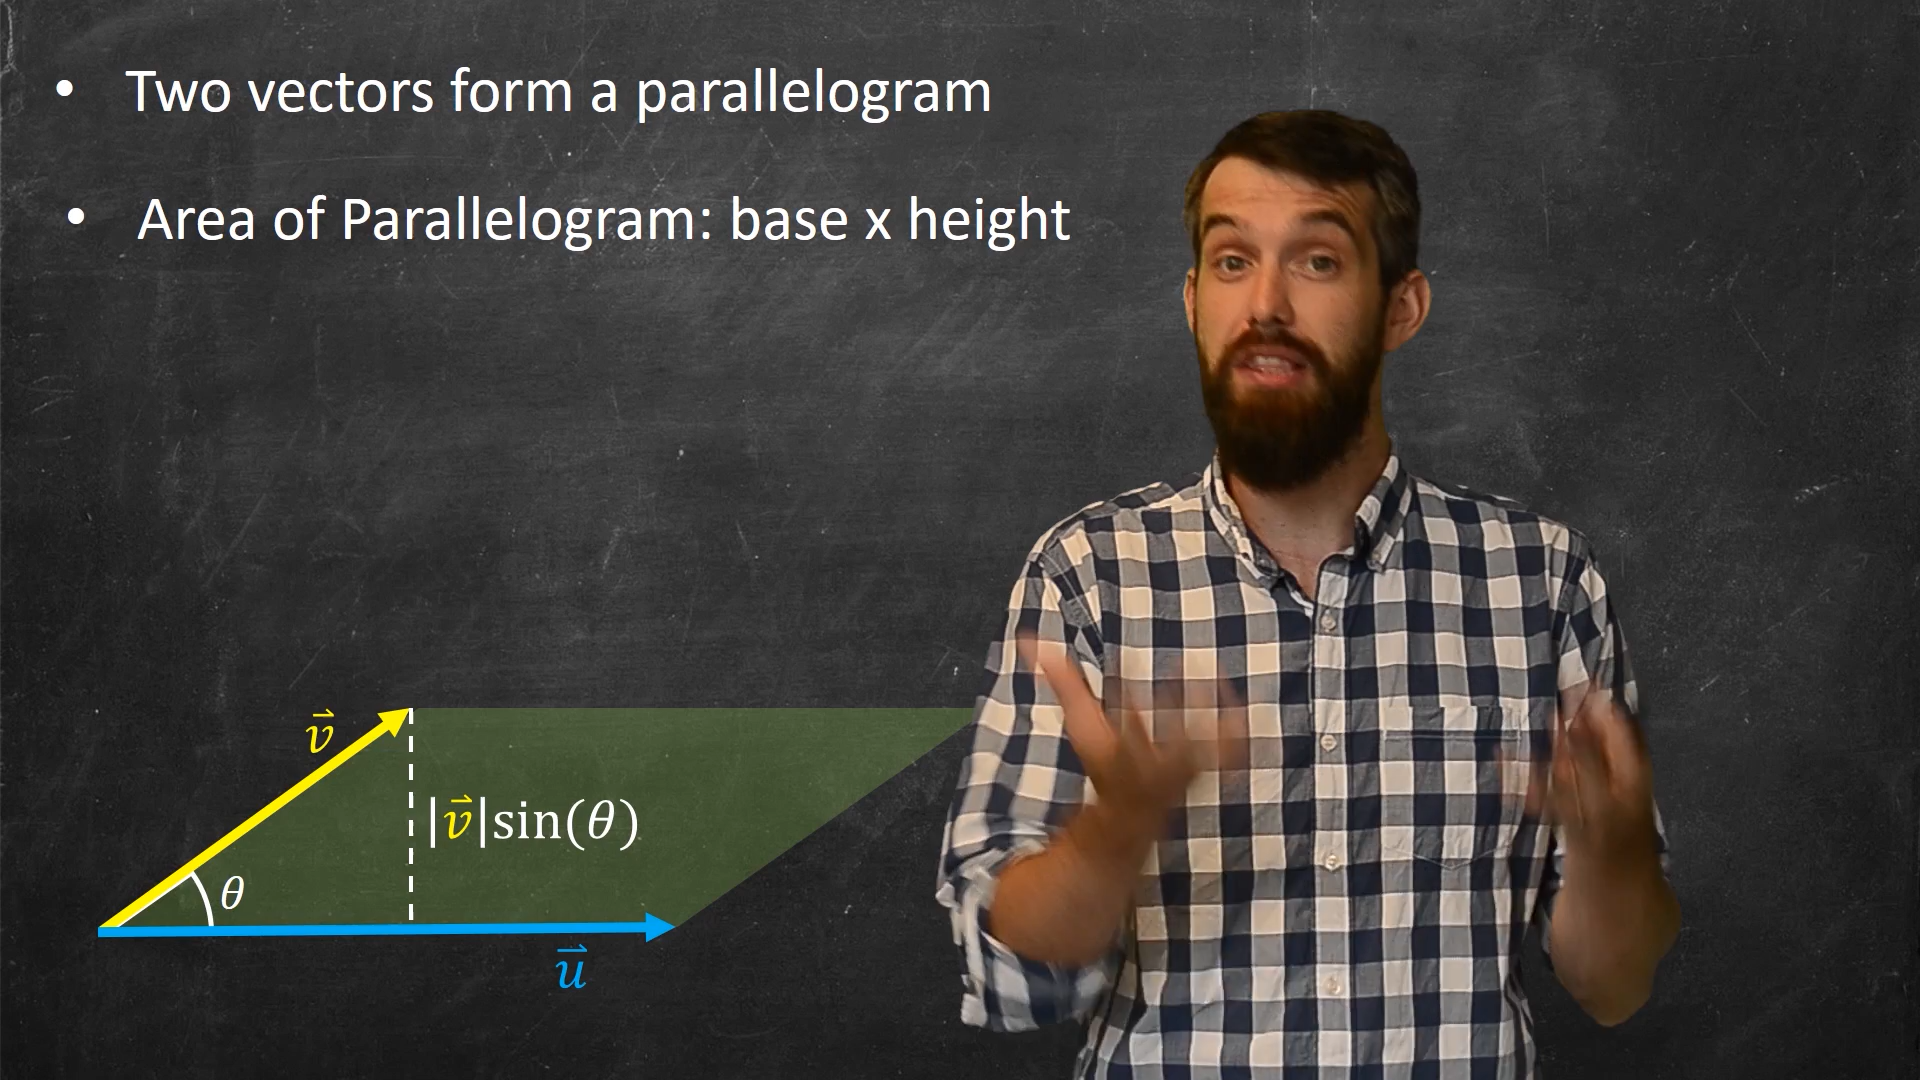 • Two vectors form a parallelogram
• Area of Parallelogram: base x height
v⃗
|v⃗|sin(θ)
θ
u⃗